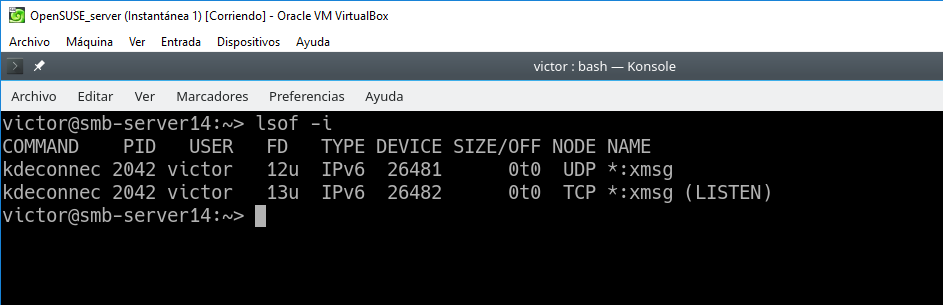 OpenSUSE_server (Instantánea 1) [Corriendo] - Oracle VM VirtualBox
Archivo Máquina Ver Entrada Dispositivos Ayuda
victor : bash — Konsole
Archivo Editar Ver Marcadores Preferencias Ayuda
victor@smb-server14:~> lsof -i
COMMAND PID USER FD TYPE DEVICE SIZE/OFF NODE NAME
kdeconnec 2042 victor 12u IPv6 26481 0t0 UDP *:xmsg
kdeconnec 2042 victor 13u IPv6 26482 0t0 TCP *:xmsg (LISTEN)
victor@smb-server14:~>